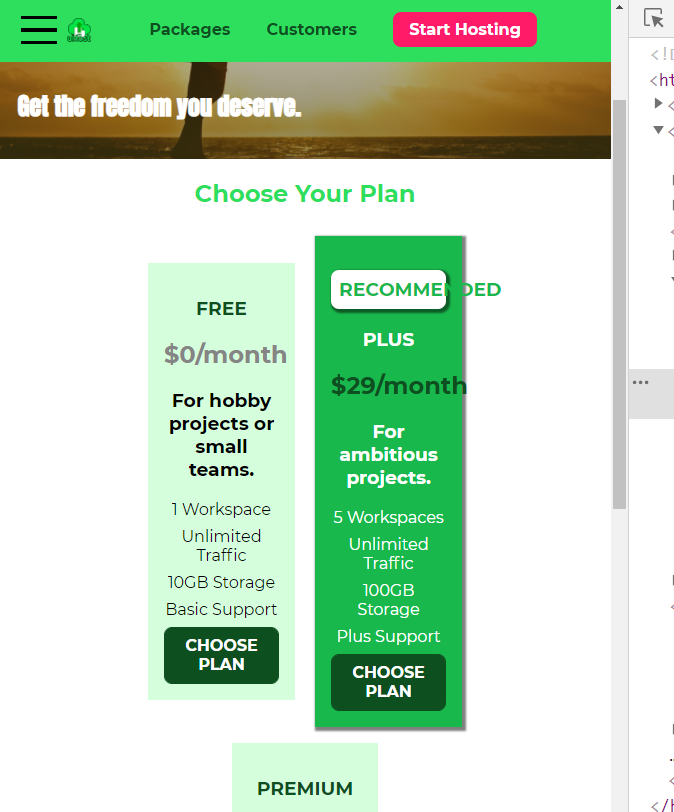 Packages
Customers
Start Hosting
Get the freedom you deserve.
Choose Your Plan
FREE
$0/month
For hobby
projects or
small
teams.
1 Workspace
Unlimited
Traffic
10GB Storage
Basic Support
CHOOSE
PLAN
RECOMMENDED
PLUS
$29/month
For
ambitious
projects.
5 Workspaces
Unlimited
Traffic
100GB
Storage
Plus Support
CHOOSE
PLAN
PREMIUM
<ht
</h